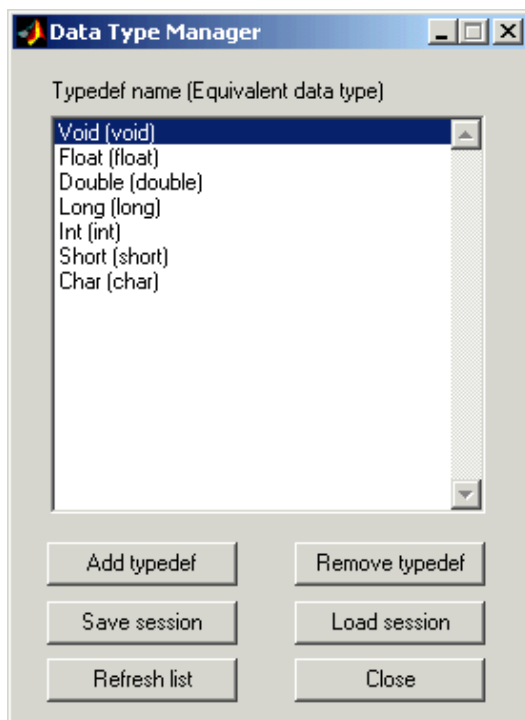 Data Type Manager
Typedef name (Equivalent data type)
Void (void)
Float (float)
Double (double)
Long (long)
Int (int)
Short (short)
Char (char)
Add typedef
Remove typedef
Save session
Load session
Refresh list
Close